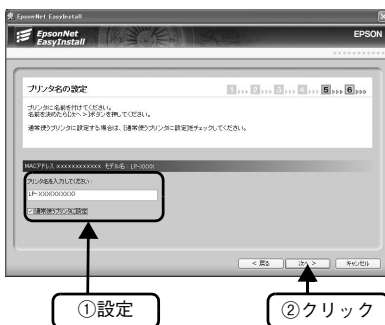 EpsonNet EasyInstall
EpsonNet
EasyInstall
EPSON
プリンタ名の設定
1 2 3 4 5 6
プリンタに名前を付けてください。
名前を決めたら[次へ >]ボタンを押してください。
通常使うプリンタに設定する場合は、[通常使うプリンタに設定]をチェックしてください。
MACアドレス xxxxxxxxxxxx モデル名 : LP-XXXX
プリンタ名を入力してください:
LP-XXXXXXXXXX
通常使うプリンタに設定
< 戻る
次へ >
キャンセル
①設定
②クリック